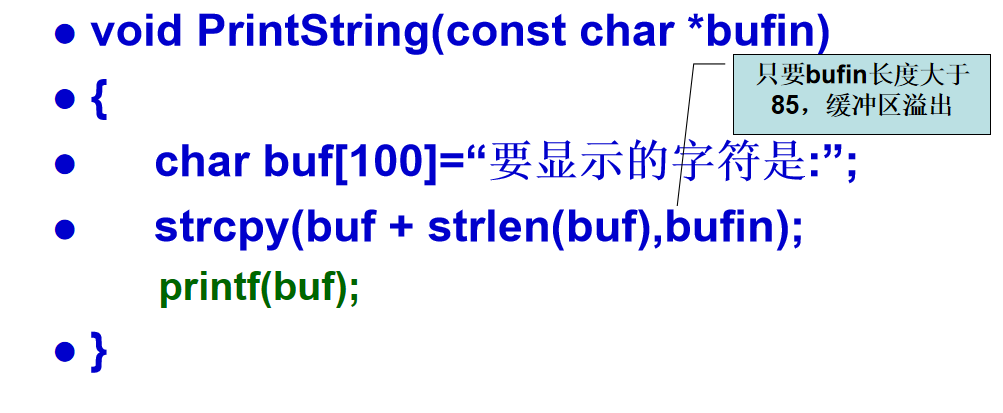 ● void PrintString(const char *bufin)
只要bufin长度大于
85，缓冲区溢出
● {
● char buf[100]=“要显示的字符是:”;
● strcpy(buf + strlen(buf),bufin);
printf(buf);
● }